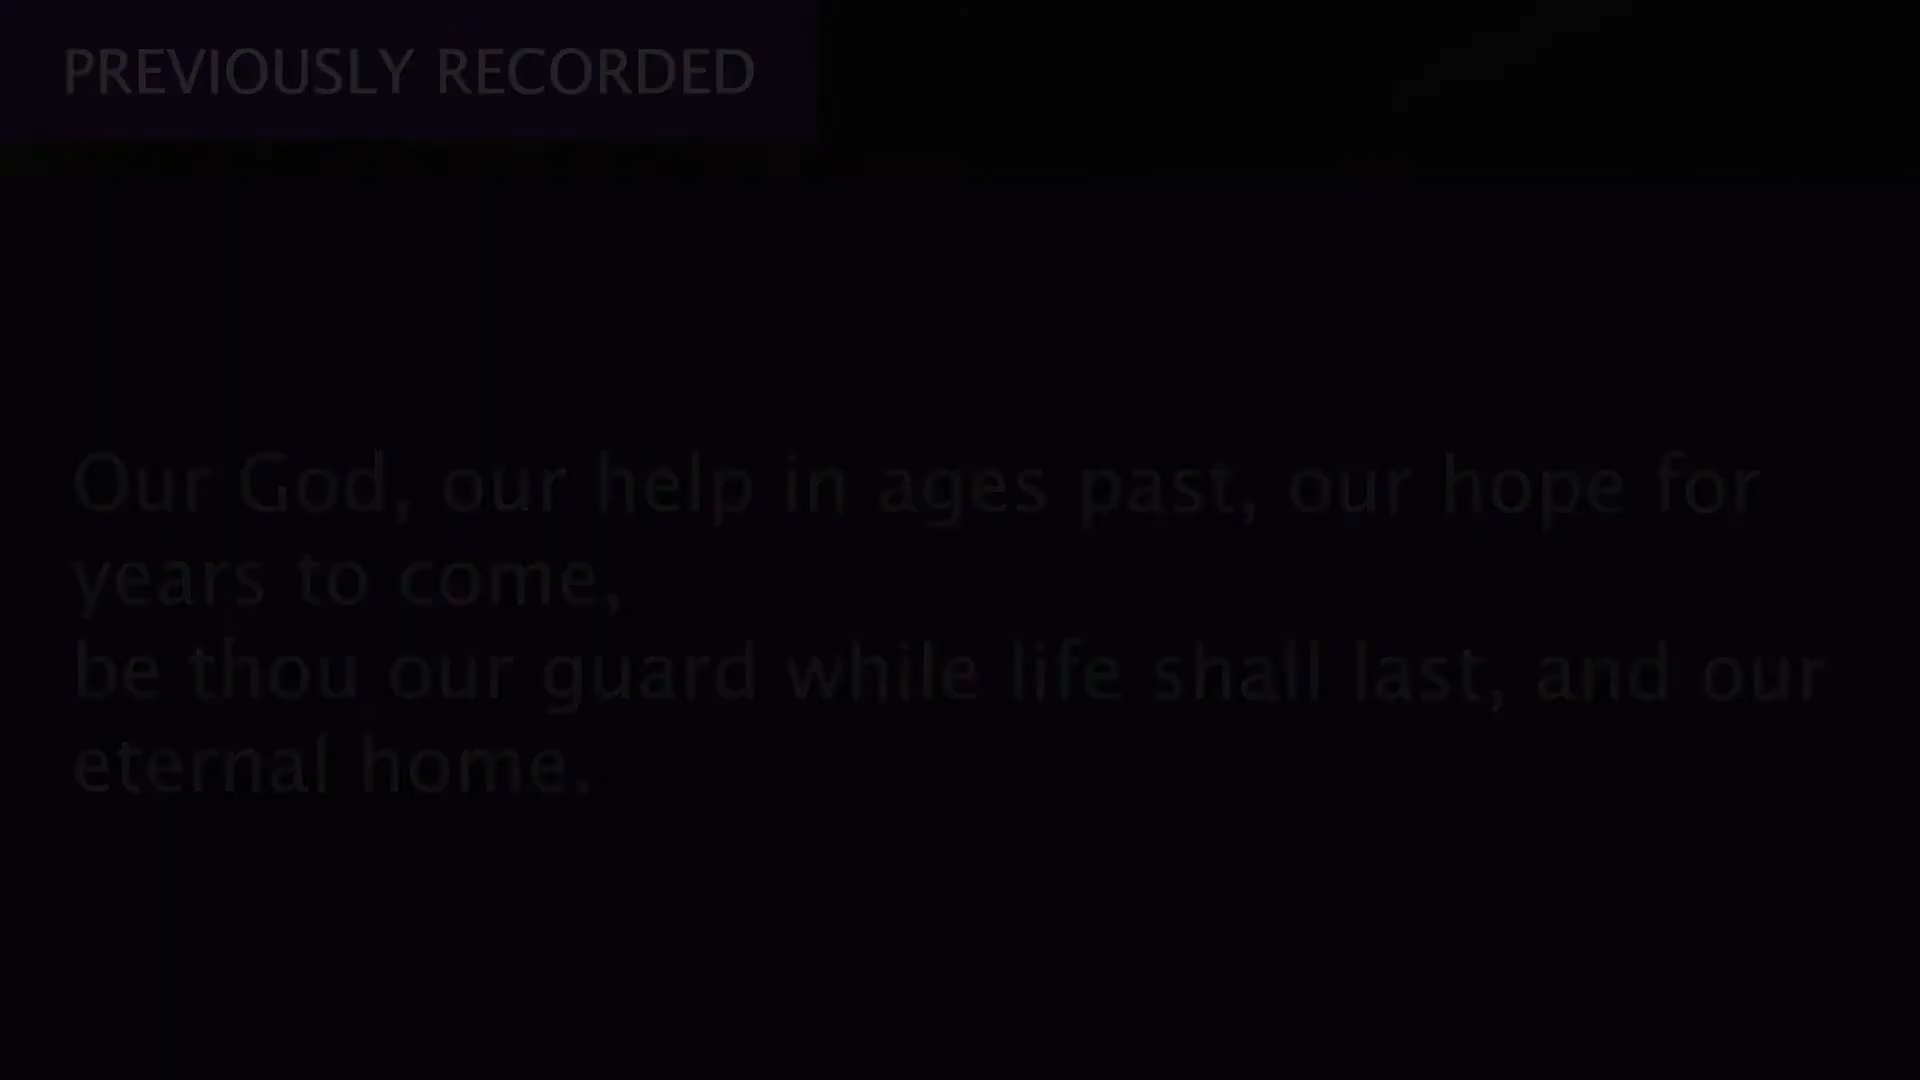 PREVIOUSLY RECORDED
Our God, our help in ages past, our hope for
years to come,
be thou our guard while life shall last, and our
eternal home.